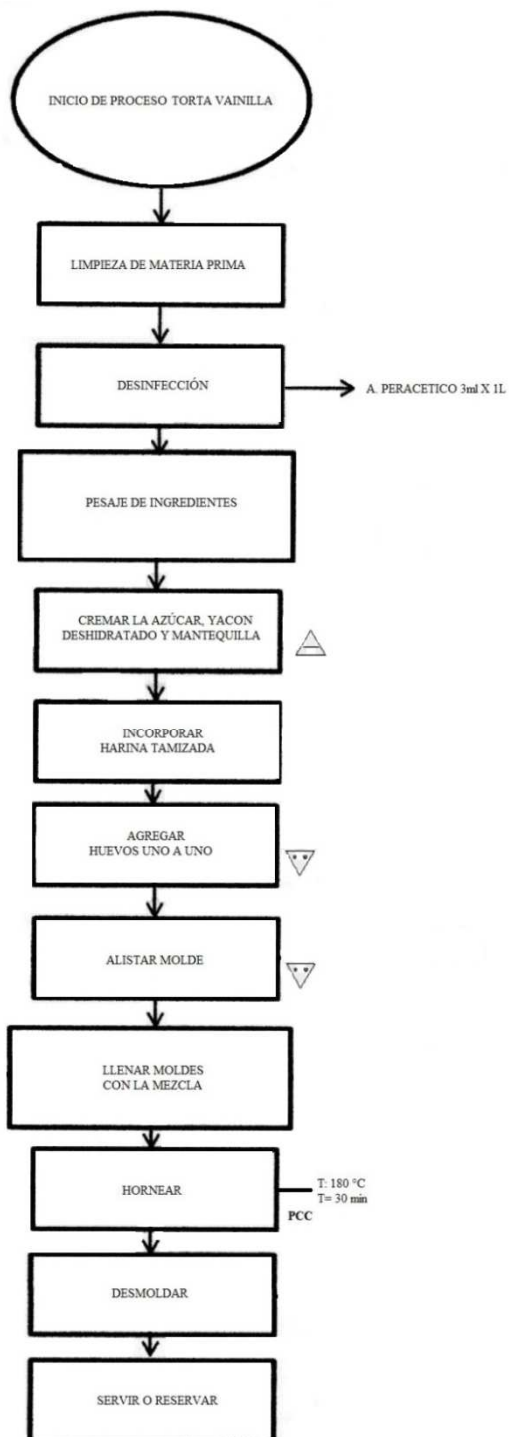 INICIO DE PROCESO TORTA VAINILLA
LIMPIEZA DE MATERIA PRIMA
DESINFECCIÓN
A. PERACETICO 3ml X 1L
PESAJE DE INGREDIENTES
CREMAR LA AZÚCAR, YACON
DESHIDRATADO Y MANTEQUILLA
INCORPORAR
HARINA TAMIZADA
AGREGAR
HUEVOS UNO A UNO
ALISTAR MOLDE
LLENAR MOLDES
CON LA MEZCLA
HORNEAR
T: 180 °C
T= 30 min
PCC
DESMOLDAR
SERVIR O RESERVAR